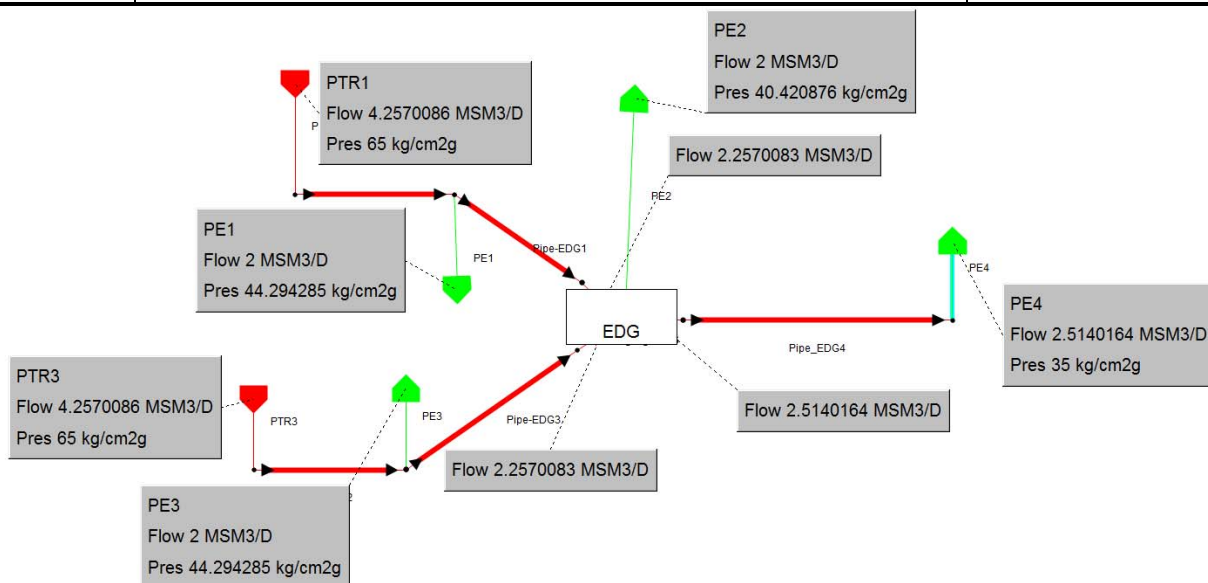 PE2
Flow 2 MSM3/D
Pres 40.420876 kg/cm2g
PTR1
Flow 4.2570086 MSM3/D
Pres 65 kg/cm2g
P
Flow 2.2570083 MSM3/D
PE2
PE1
Flow 2 MSM3/D
Pres 44.294285 kg/cm2g
PE1
Pipe-EDG1
PE4
EDG
Pipe_EDG4
PE4
Flow 2.5140164 MSM3/D
Pres 35 kg/cm2g
PTR3
Flow 4.2570086 MSM3/D
Pres 65 kg/cm2g
PTR3
PE3
Pipe-EDG3
Flow 2.5140164 MSM3/D
Flow 2.2570083 MSM3/D
PE3
Flow 2 MSM3/D
Pres 44.294285 kg/cm2g